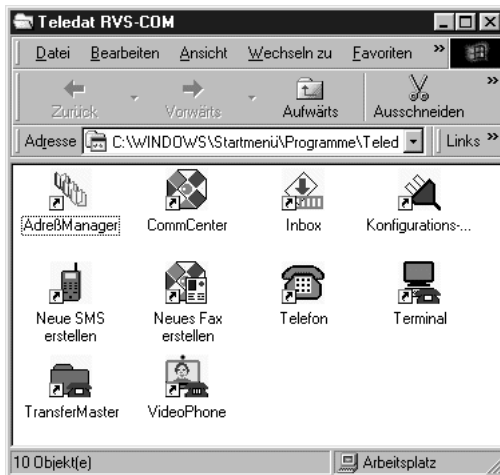 Teledat RVS-COM
Datei Bearbeiten Ansicht Wechseln zu Favoriten »
Zurück Vorwärts Aufwärts Ausschneiden »
Adresse C:\WINDOWS\Startmenü\Programme\Teled Links »
AdreßManager CommCenter Inbox Konfigurations-...
Neue SMS Neues Fax Telefon Terminal
erstellen erstellen
TransferMaster VideoPhone
10 Objekt(e) Arbeitsplatz